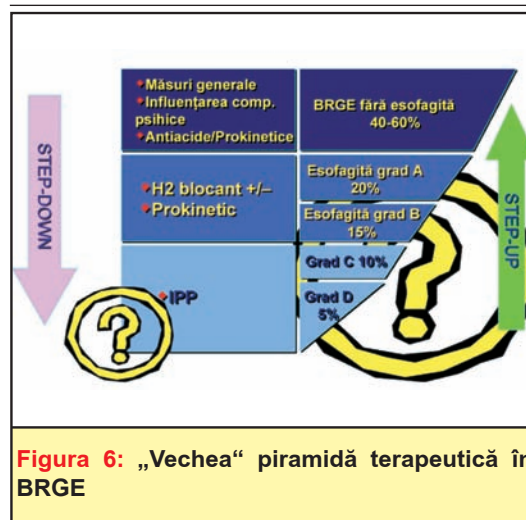 STEP-DOWN
• Măsuri generale
• Influențarea comp.
psihice
• Antiacide/Prokinetice
BRGE fără esofagită
40-60%
• H2 blocant +/–
• Prokinetic
Esofagită grad A
20%
Esofagită grad B
15%
• IPP
Grad C 10%
Grad D
5%
STEP-UP
?
?
Figura 6: „Vechea“ piramidă terapeutică în
BRGE